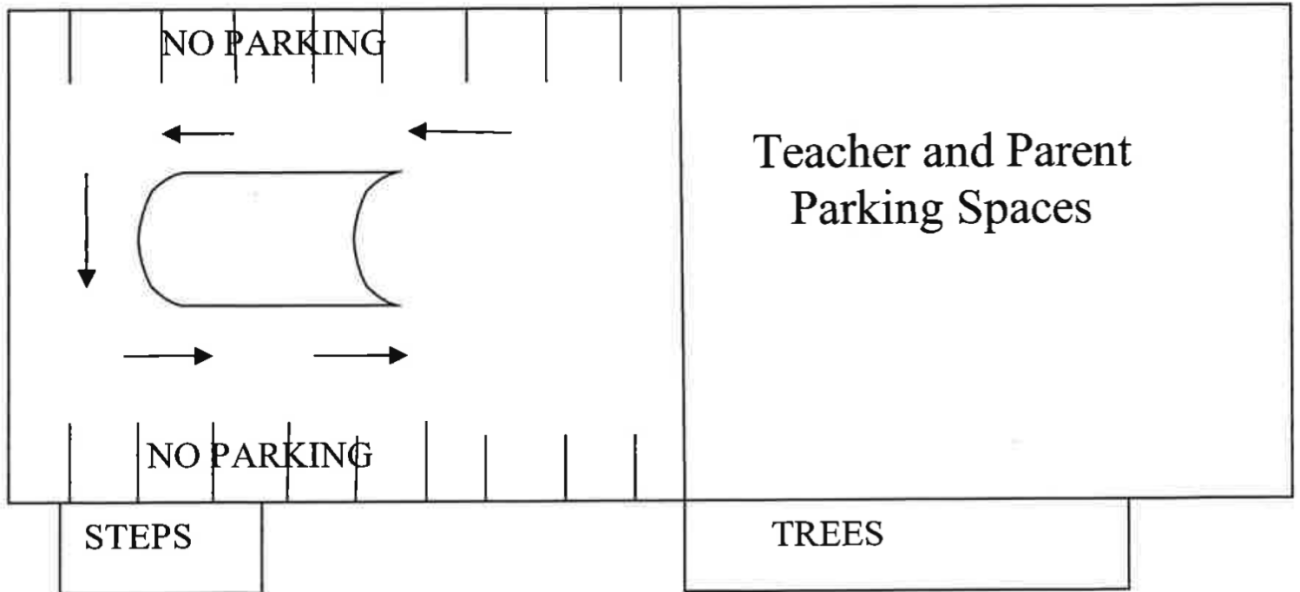 NO PARKING
Teacher and Parent
Parking Spaces
NO PARKING
STEPS
TREES